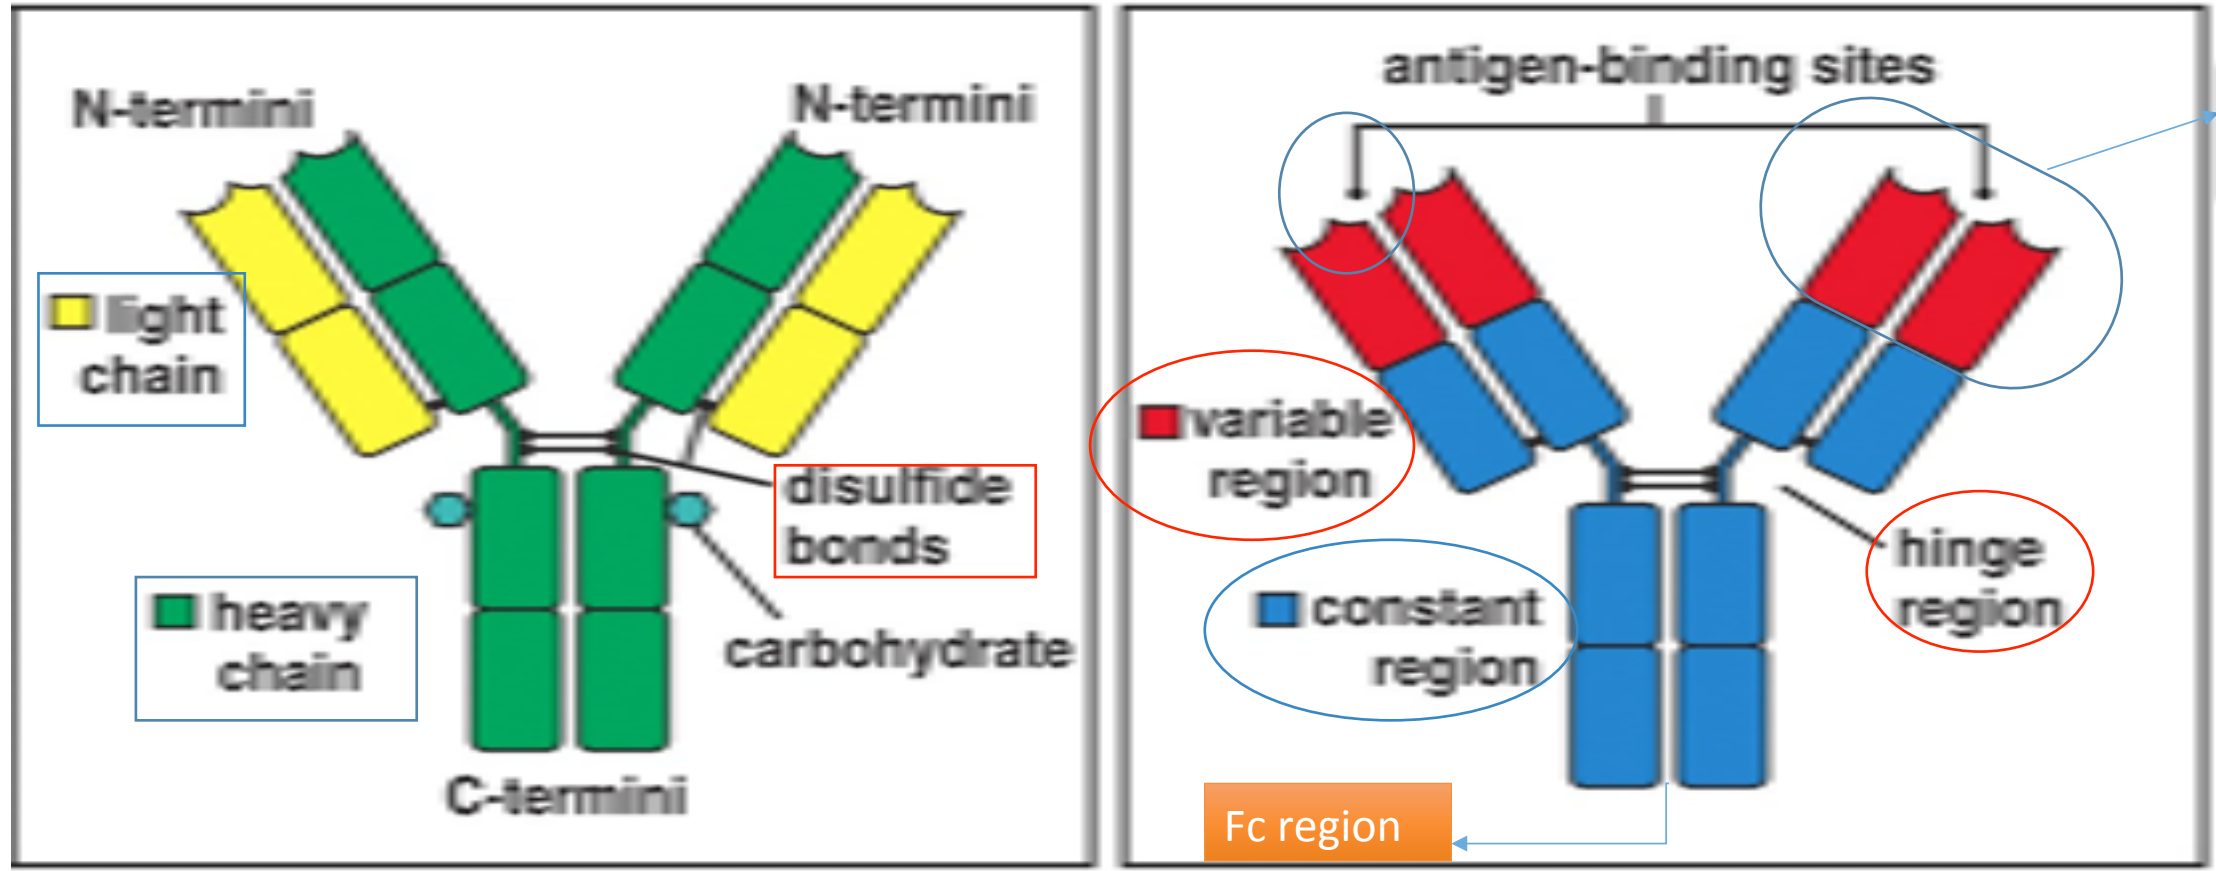 N-termini
N-termini
light
chain
disulfide
bonds
heavy
chain
carbohydrate
C-termini
antigen-binding sites
variable
region
hinge
region
constant
region
Fc region